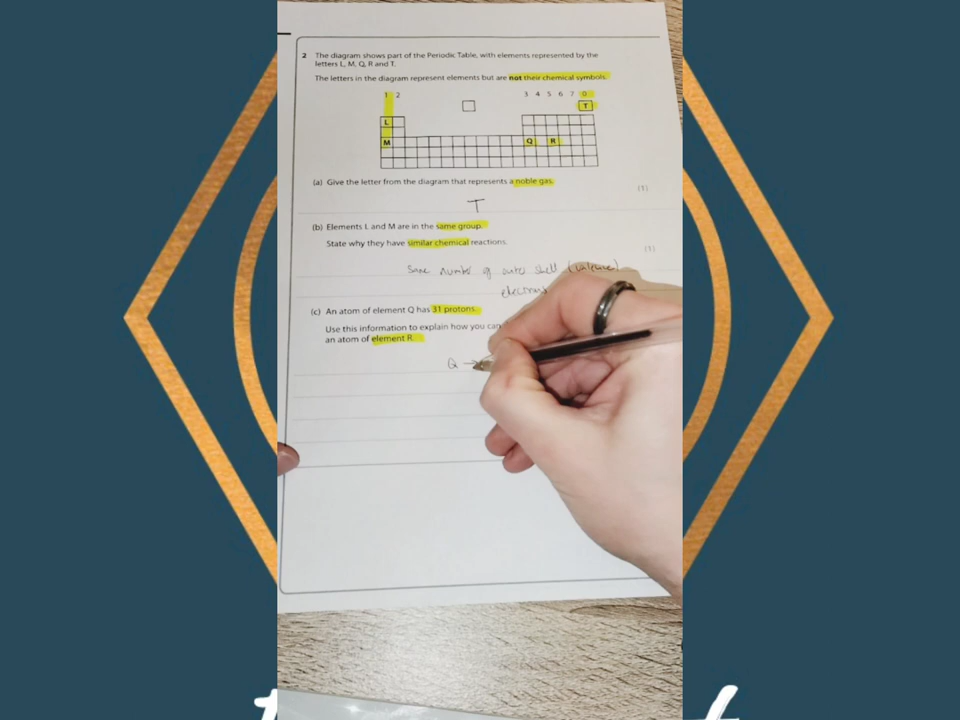 2 The diagram shows part of the Periodic Table, with elements represented by the
letters L, M, Q, R and T.
The letters in the diagram represent elements but are not their chemical symbols.
1 2 3 4 5 6 7 0
T
L
M Q R
(a) Give the letter from the diagram that represents a noble gas.
(1)
T
(b) Elements L and M are in the same group.
State why they have similar chemical reactions.
(1)
Same number of outer shell (valence)
electrons
(c) An atom of element Q has 31 protons.
Use this information to explain how you can
an atom of element R.
Q →